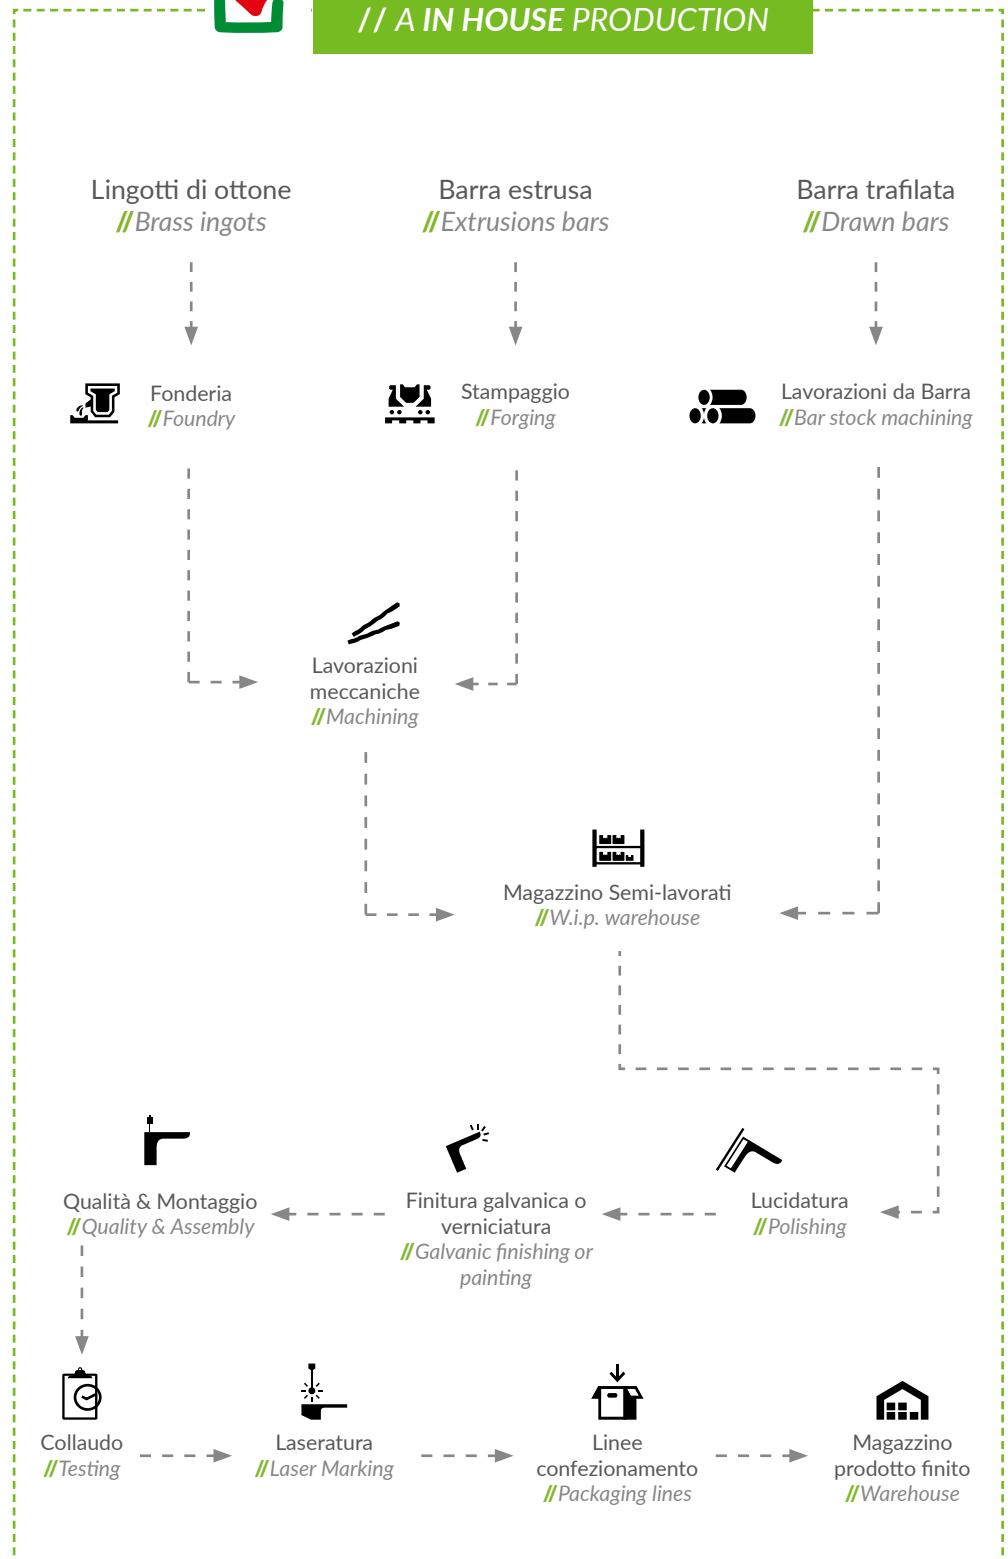 // A IN HOUSE PRODUCTION
Lingotti di ottone
//Brass ingots
Barra estrusa
//Extrusions bars
Barra trafilata
//Drawn bars
Fonderia
//Foundry
Stampaggio
//Forging
Lavorazioni da Barra
//Bar stock machining
Lavorazioni
meccaniche
//Machining
Magazzino Semi-lavorati
//W.i.p. warehouse
Qualità & Montaggio
//Quality & Assembly
Finitura galvanica o
verniciatura
//Galvanic finishing or
painting
Lucidatura
//Polishing
Collaudo
//Testing
Laseratura
//Laser Marking
Linee
confezionamento
//Packaging lines
Magazzino
prodotto finito
//Warehouse